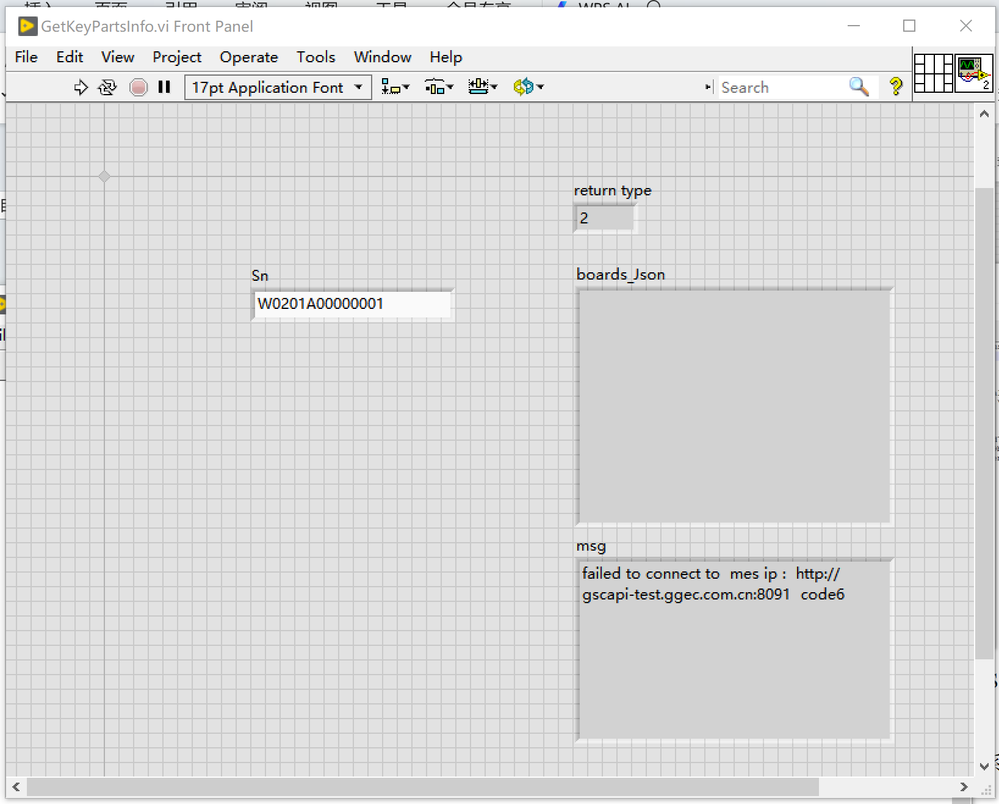 GetKeyPartsInfo.vi Front Panel
File Edit View Project Operate Tools Window Help
17pt Application Font
Search
2
return type
2
Sn
W0201A00000001
boards_Json
msg
failed to connect to  mes ip :  http://
gscapi-test.ggec.com.cn:8091  code6